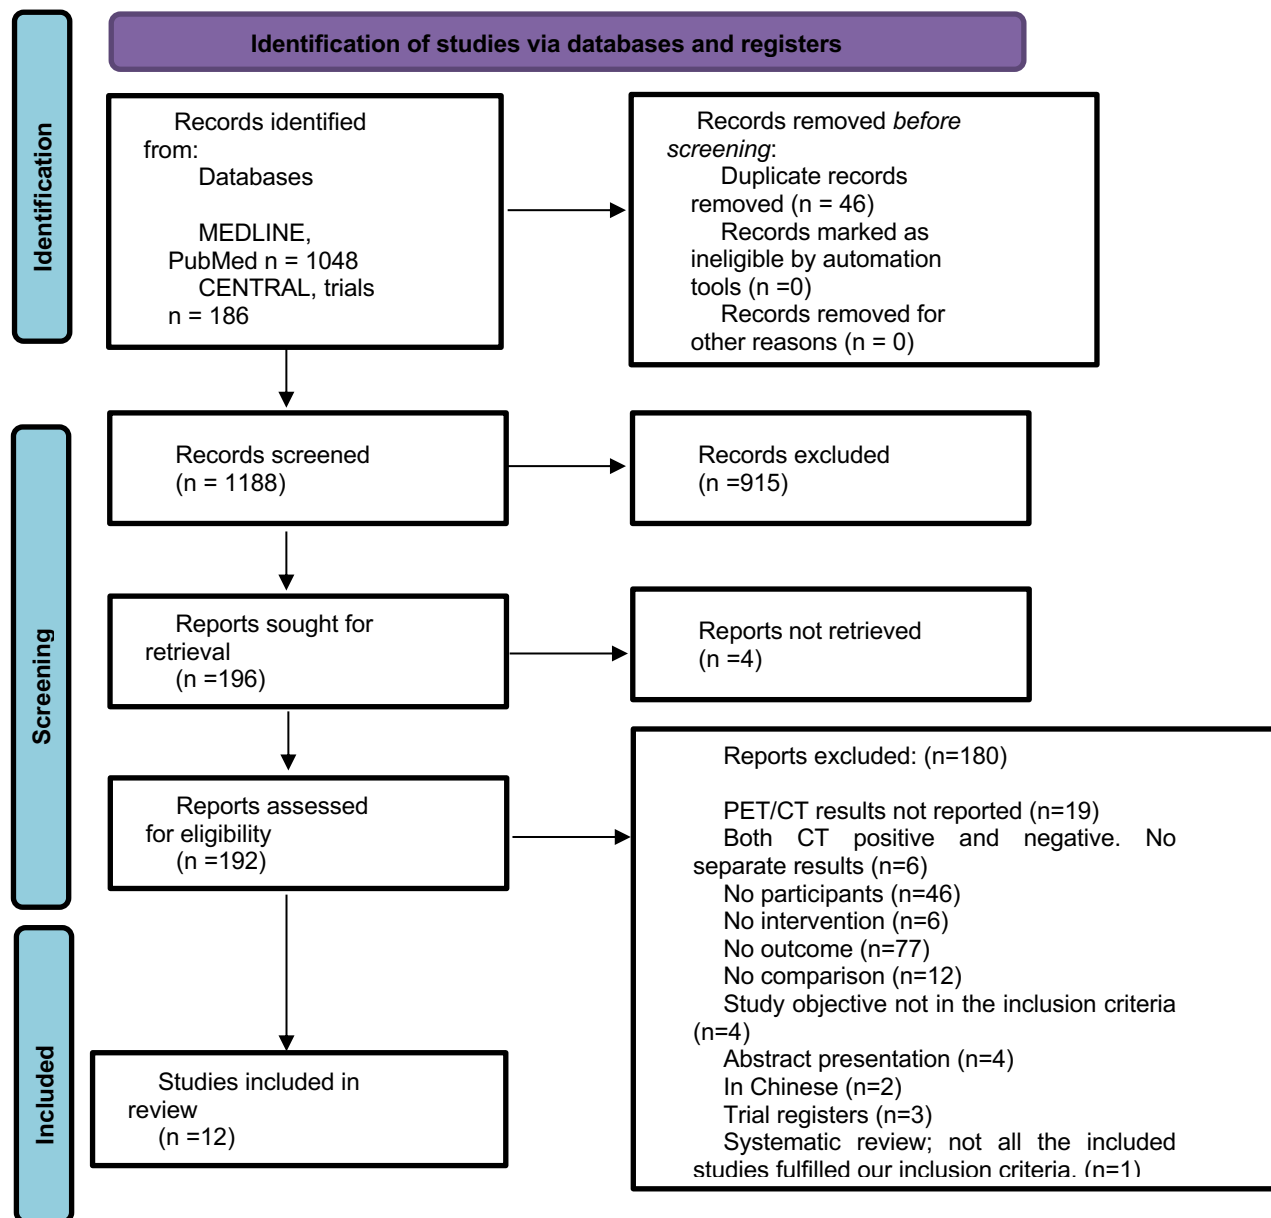 Identification of studies via databases and registers
Identification
Records identified
from:
Databases
MEDLINE,
PubMed n = 1048
CENTRAL, trials
n = 186
Records removed before
screening:
Duplicate records
removed (n = 46)
Records marked as
ineligible by automation
tools (n =0)
Records removed for
other reasons (n = 0)
Screening
Records screened
(n = 1188)
Records excluded
(n =915)
Reports sought for
retrieval
(n =196)
Reports not retrieved
(n =4)
Reports assessed
for eligibility
(n =192)
Reports excluded: (n=180)
PET/CT results not reported (n=19)
Both CT positive and negative. No
separate results (n=6)
No participants (n=46)
No intervention (n=6)
No outcome (n=77)
No comparison (n=12)
Study objective not in the inclusion criteria
(n=4)
Abstract presentation (n=4)
In Chinese (n=2)
Trial registers (n=3)
Systematic review; not all the included
studies fulfilled our inclusion criteria. (n=1)
Included
Studies included in
review
(n =12)